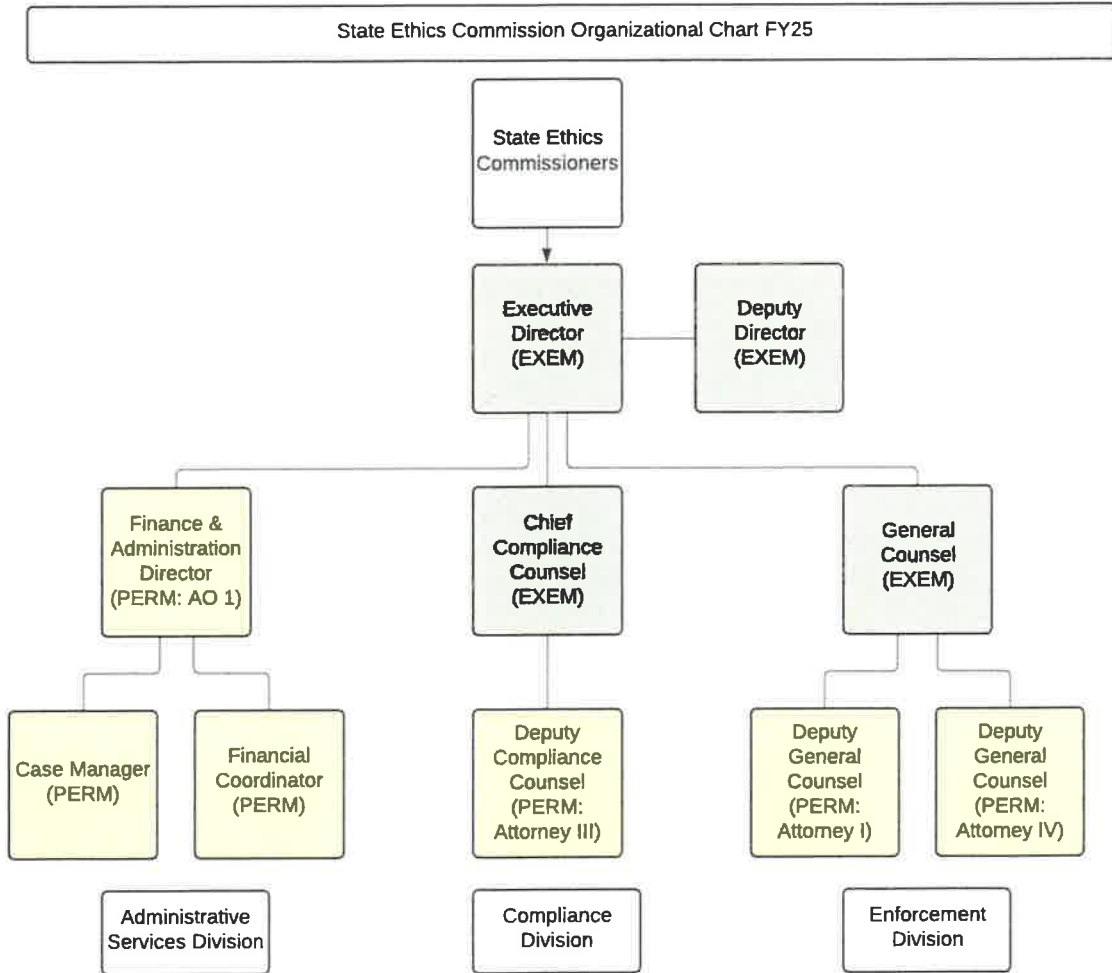 State Ethics Commission Organizational Chart FY25
State Ethics
Commissioners
Executive
Director
(EXEM)
Deputy
Director
(EXEM)
Finance &
Administration
Director
(PERM: AO 1)
Chief
Compliance
Counsel
(EXEM)
General
Counsel
(EXEM)
Case Manager
(PERM)
Financial
Coordinator
(PERM)
Deputy
Compliance
Counsel
(PERM:
Attorney III)
Deputy
General
Counsel
(PERM:
Attorney I)
Deputy
General
Counsel
(PERM:
Attorney IV)
Administrative
Services Division
Compliance
Division
Enforcement
Division